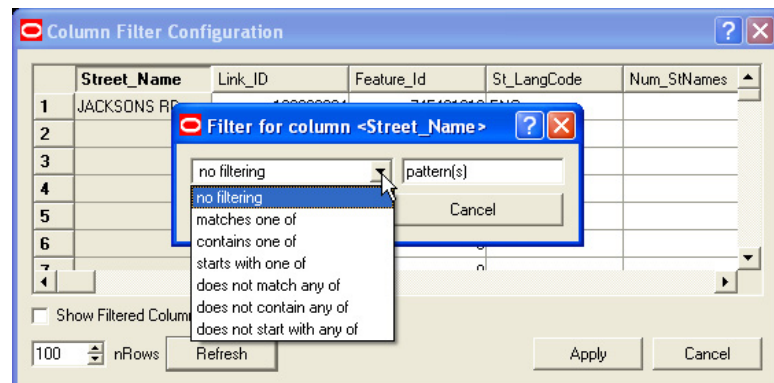 Column Filter Configuration
Street_Name Link_ID Feature_Id St_LangCode Num_StNames
1 JACKSONS RD
2
3
4
5
6
7
Filter for column <Street_Name>
no filtering pattern(s)
no filtering
matches one of
contains one of
starts with one of
does not match any of
does not contain any of
does not start with any of
Cancel
Show Filtered Colum
100 nRows Refresh Apply Cancel